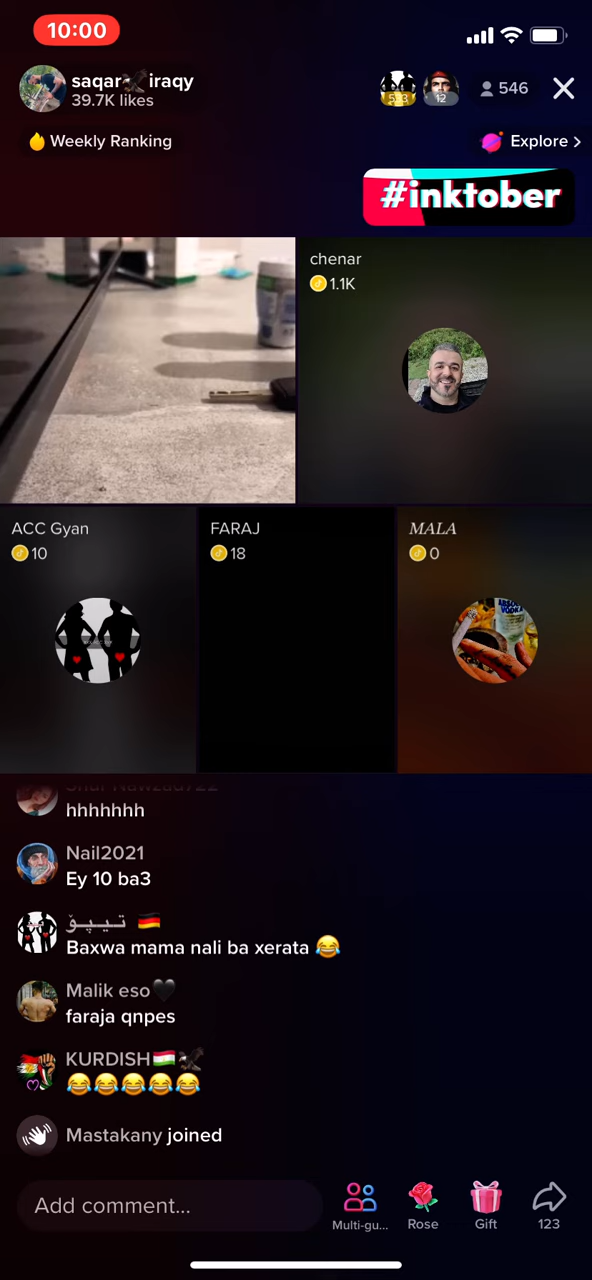 10:00
saqar🦅iraqy
39.7K likes
12
546
Weekly Ranking
Explore >
#inktober
chenar
1.1K
ACC Gyan
10
FARAJ
18
MALA
0
hhhhhhh
Nail2021
Ey 10 ba3
تـیـپـۆ 🇩🇪
Baxwa mama nali ba xerata 😂
Malik eso🖤
faraja qnpes
KURDISH🇹🇯🦅
😂😂😂😂😂
Mastakany joined
Add comment...
Multi-gu...
Rose
Gift
123